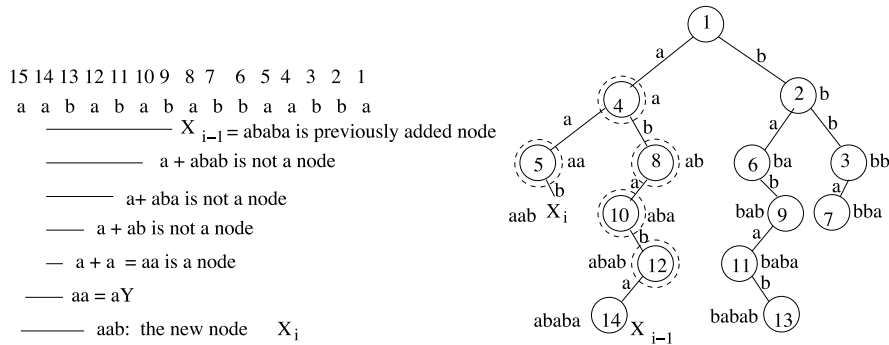 15 14 13 12 11 10 9 8 7 6 5 4 3 2 1
a a b a b a b a b b a a b b a
X i−1 = ababa is previously added node
a + abab is not a node
a+ aba is not a node
a + ab is not a node
a + a = aa is a node
aa = aY
aab: the new node X i
1
a b
4 a 2 b
a b a b
5 aa 8 ab 6 ba 3 bb
b a b a
aab X i 10 aba bab 9 7 bba
b a
abab 12 11 baba
a b
ababa 14 X i−1 babab 13